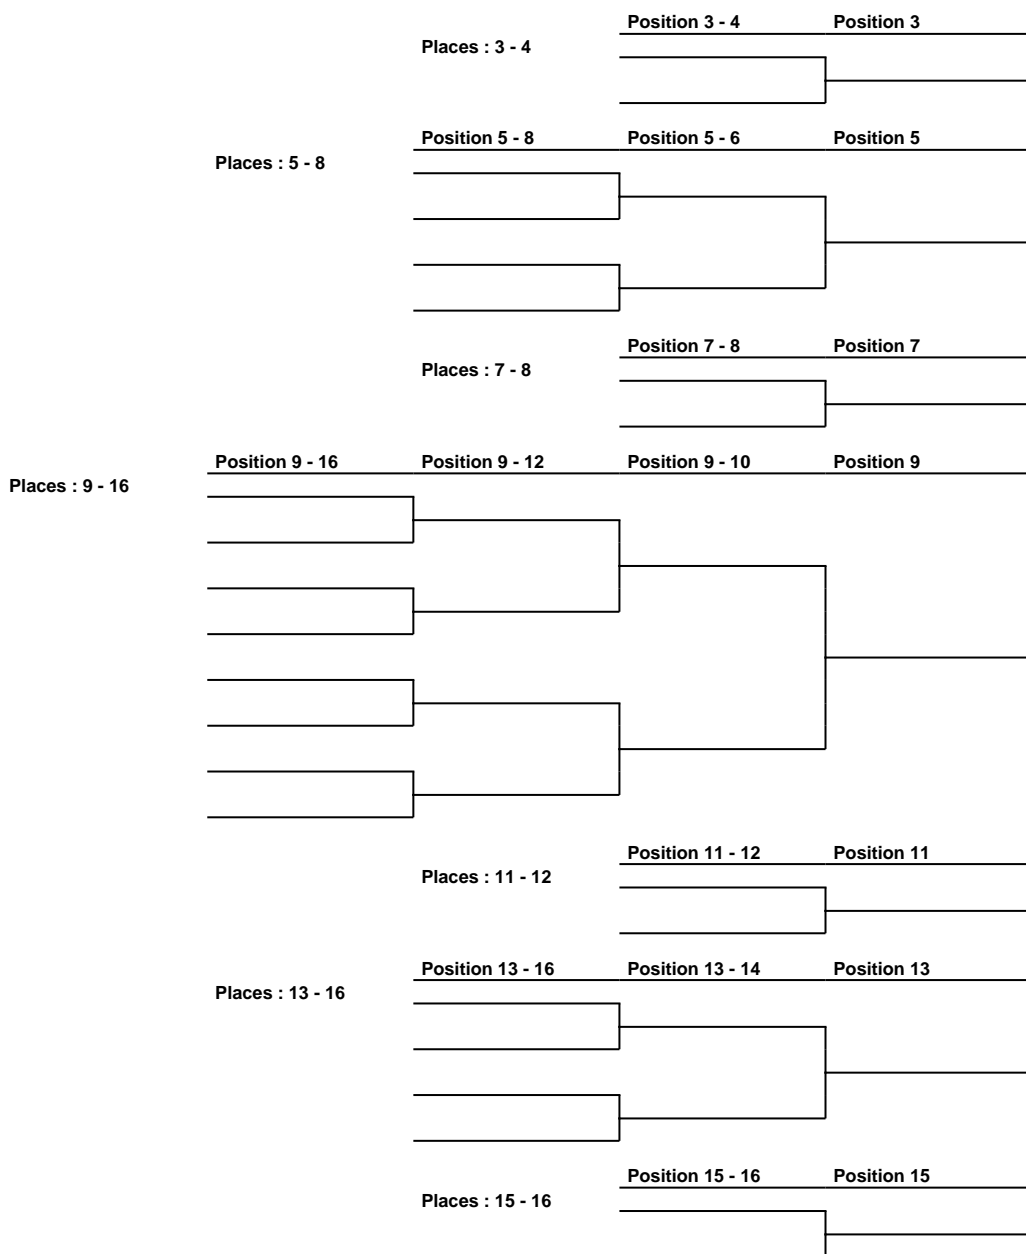 Position 3 - 4 Position 3
Places : 3 - 4
Position 5 - 8 Position 5 - 6 Position 5
Places : 5 - 8
Position 7 - 8 Position 7
Places : 7 - 8
Position 9 - 16 Position 9 - 12 Position 9 - 10 Position 9
Places : 9 - 16
Position 11 - 12 Position 11
Places : 11 - 12
Position 13 - 16 Position 13 - 14 Position 13
Places : 13 - 16
Position 15 - 16 Position 15
Places : 15 - 16